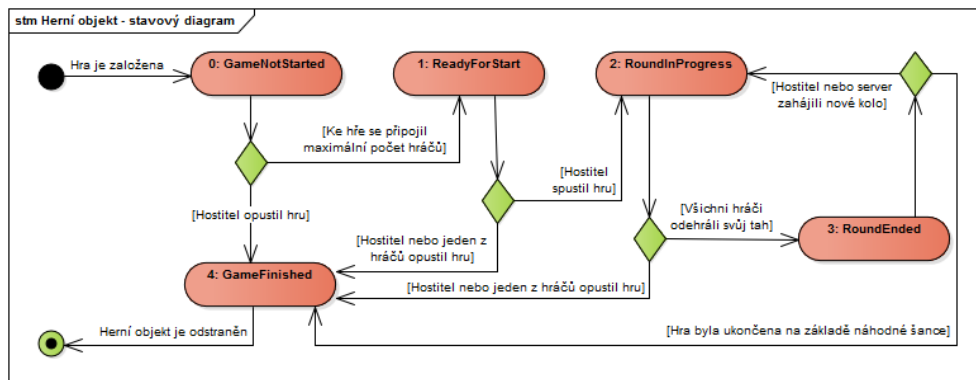 stm Herní objekt - stavový diagram
Hra je založena
0: GameNotStarted
1: ReadyForStart
2: RoundInProgress
[Hostitel nebo server
zahájili nové kolo]
[Ke hře se připojil
maximální počet hráčů]
[Hostitel
spustil hru]
[Hostitel opustil hru]
[Všichni hráči
odehráli svůj tah]
3: RoundEnded
[Hostitel nebo jeden z
hráčů opustil hru]
4: GameFinished
[Hostitel nebo jeden z hráčů opustil hru]
Herní objekt je odstraněn
[Hra byla ukončena na základě náhodné šance]